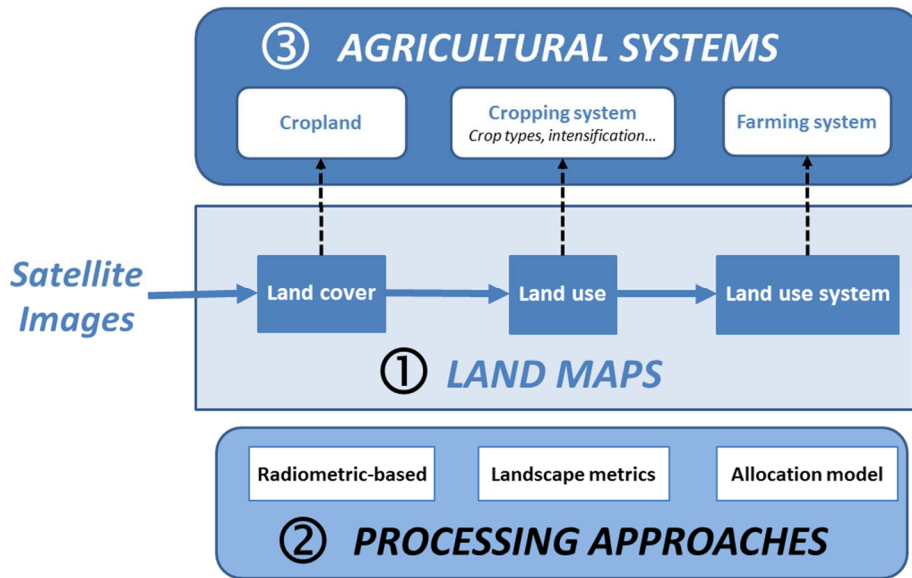 ③ AGRICULTURAL SYSTEMS
Cropland
Cropping system
Crop types, intensification...
Farming system
Satellite
Images
Land cover
Land use
Land use system
① LAND MAPS
Radiometric-based
Landscape metrics
Allocation model
② PROCESSING APPROACHES